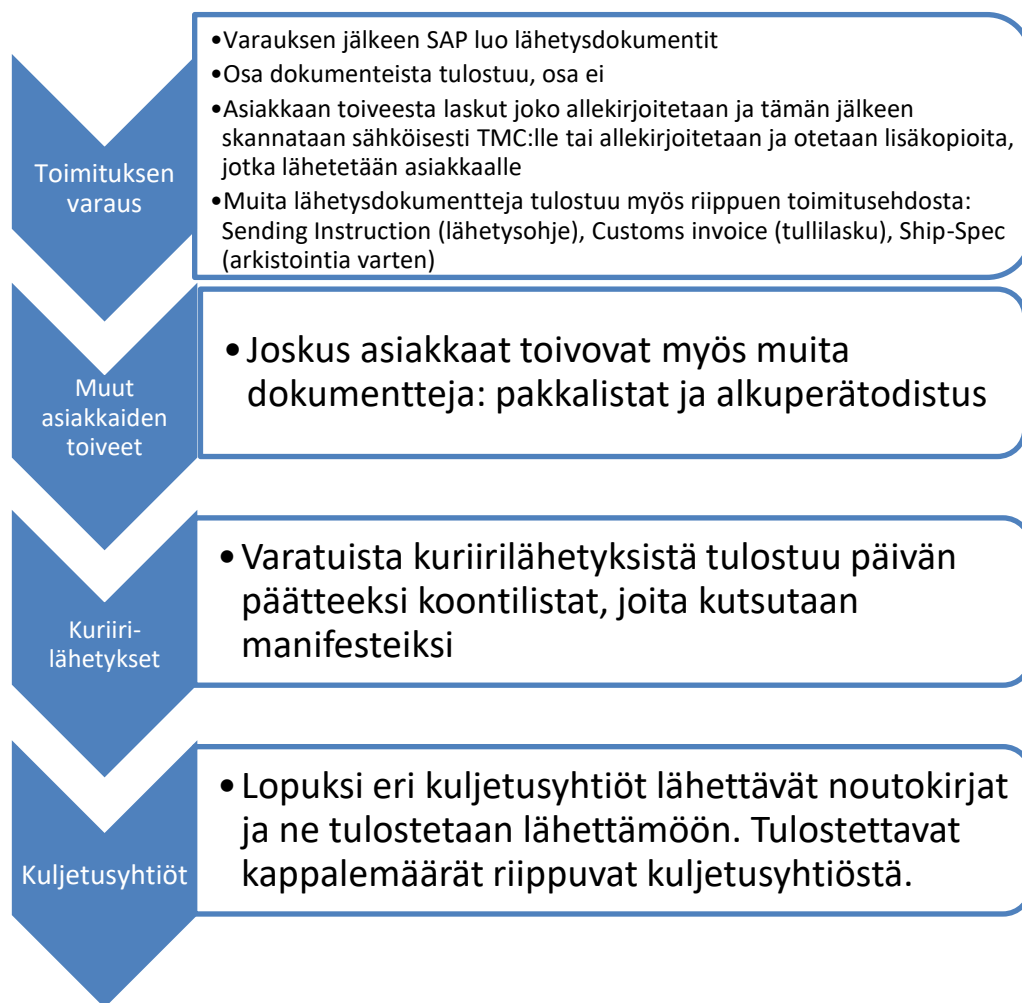 Toimituksen
varaus
•Varauksen jälkeen SAP luo lähetysdokumentit
•Osa dokumenteista tulostuu, osa ei
•Asiakkaan toiveesta laskut joko allekirjoitetaan ja tämän jälkeen
skannataan sähköisesti TMC:lle tai allekirjoitetaan ja otetaan lisäkopioita,
jotka lähetetään asiakkaalle
•Muita lähetysdokumentteja tulostuu myös riippuen toimitusehdosta:
Sending Instruction (lähetysohje), Customs invoice (tullilasku), Ship-Spec
(arkistointia varten)
Muut
asiakkaiden
toiveet
•Joskus asiakkaat toivovat myös muita
dokumentteja: pakkalistat ja alkuperätodistus
Kuriiri-
lähetykset
•Varatuista kuriirilähetyksistä tulostuu päivän
päätteeksi koontilistat, joita kutsutaan
manifesteiksi
Kuljetusyhtiöt
•Lopuksi eri kuljetusyhtiöt lähettävät noutokirjat
ja ne tulostetaan lähettämöön. Tulostettavat
kappalemäärät riippuvat kuljetusyhtiöstä.